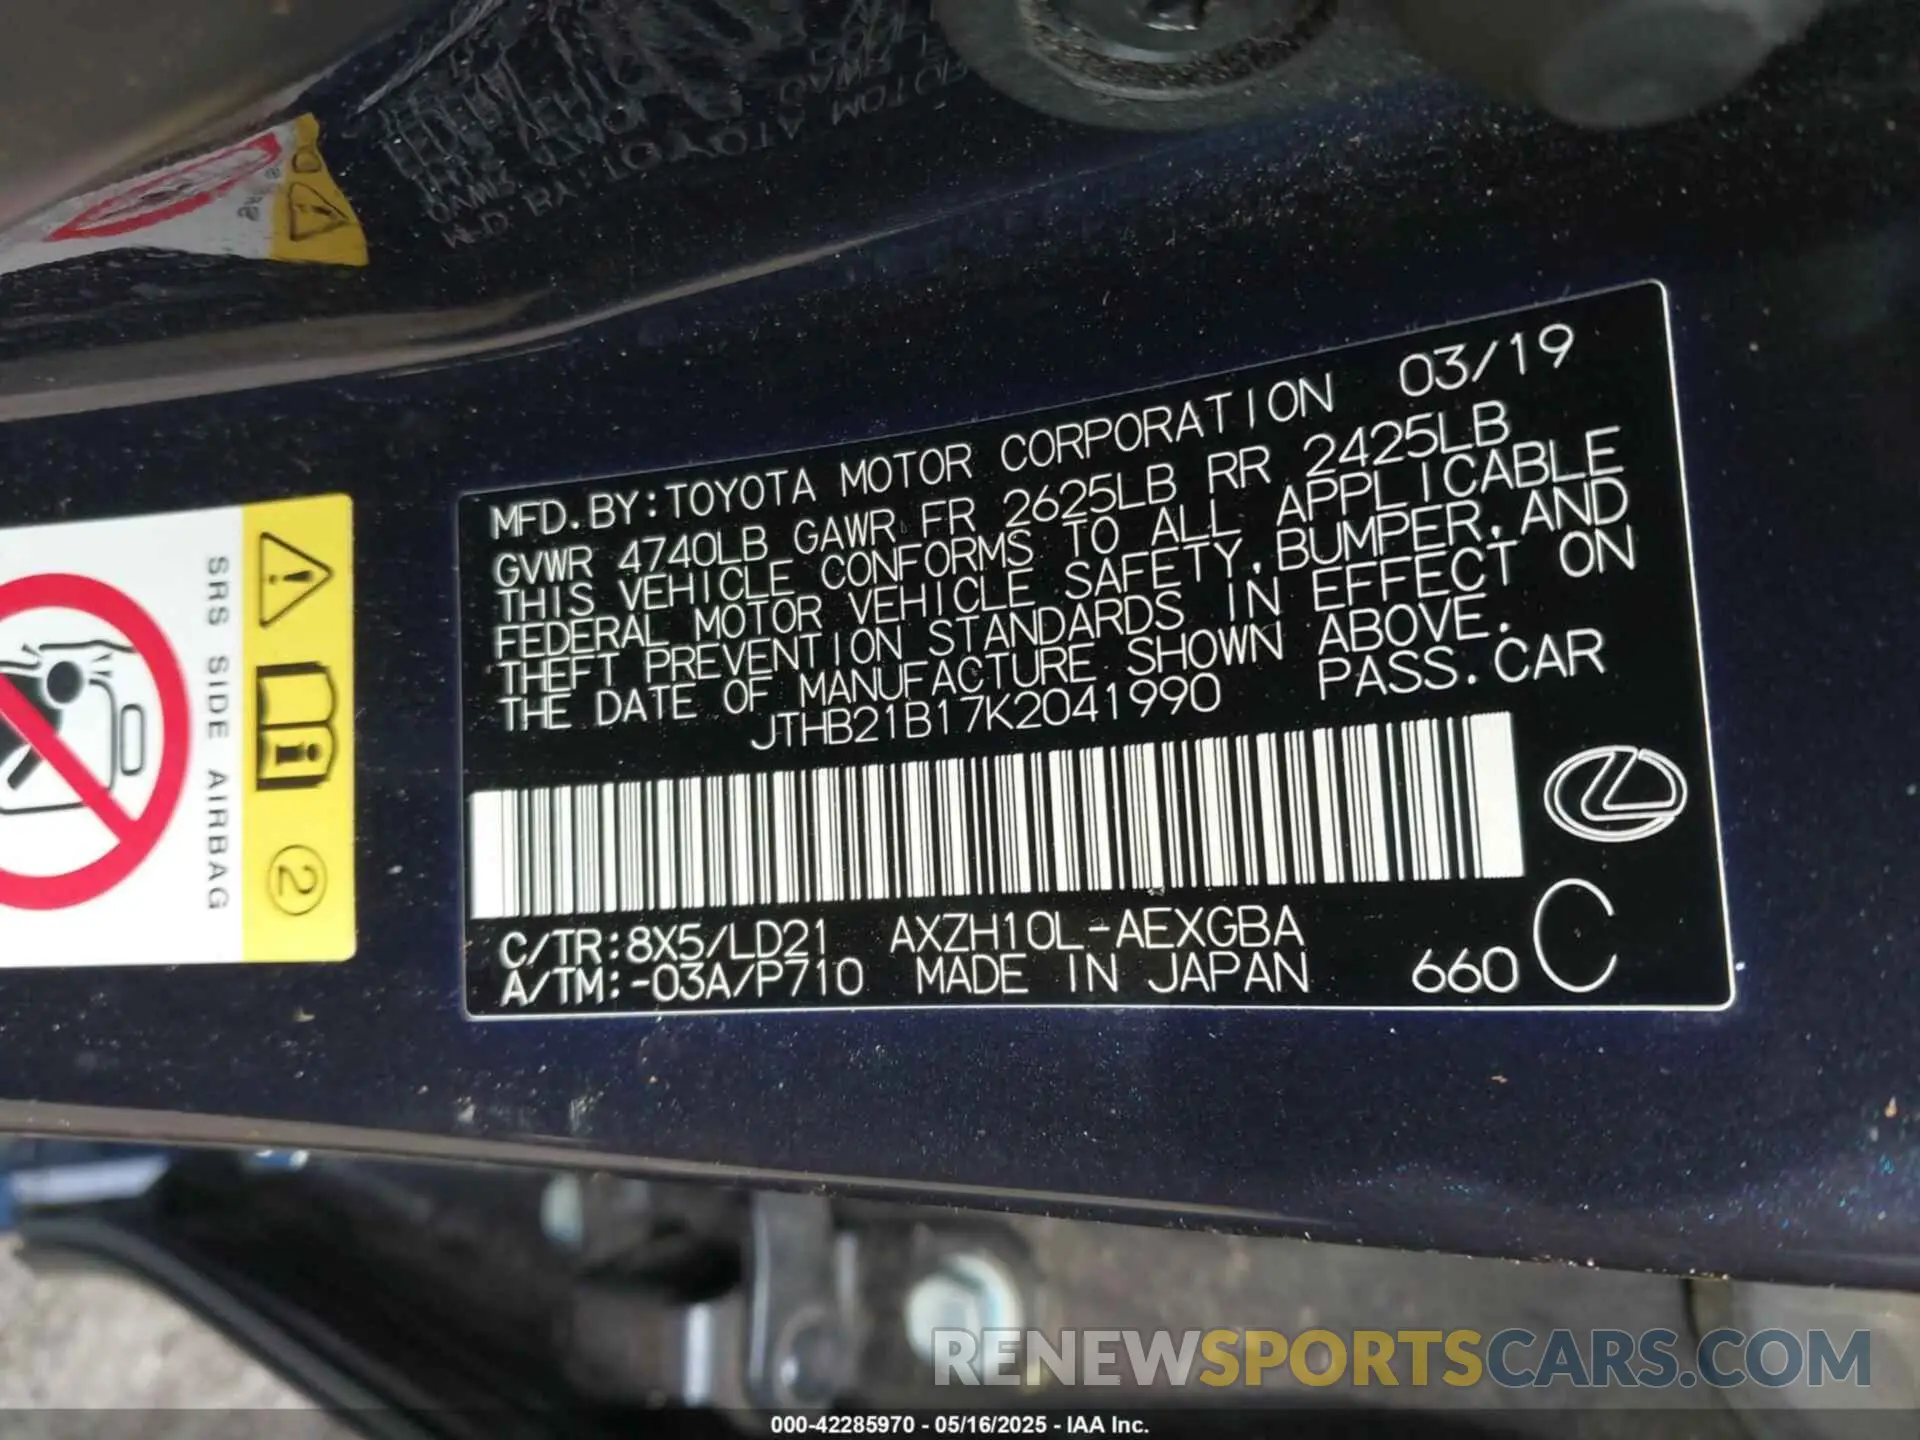 MFD.BY:TOYOTA MOTOR CORPORATION 03/19
GVWR 4740LB GAWR FR 2625LB RR 2425LB
THIS VEHICLE CONFORMS TO ALL APPLICABLE
FEDERAL MOTOR VEHICLE SAFETY, BUMPER, AND
THEFT PREVENTION STANDARDS IN EFFECT ON
THE DATE OF MANUFACTURE SHOWN ABOVE.
JTHB21B17K2041990 PASS.CAR
C/TR:8X5/LD21 AXZH10L-AEXGBA
A/TM:-03A/P710 MADE IN JAPAN 660 C
SRS SIDE AIRBAG
2
RENEWSPORTSCARS.COM
000-42285970 - 05/16/2025 - IAA Inc.